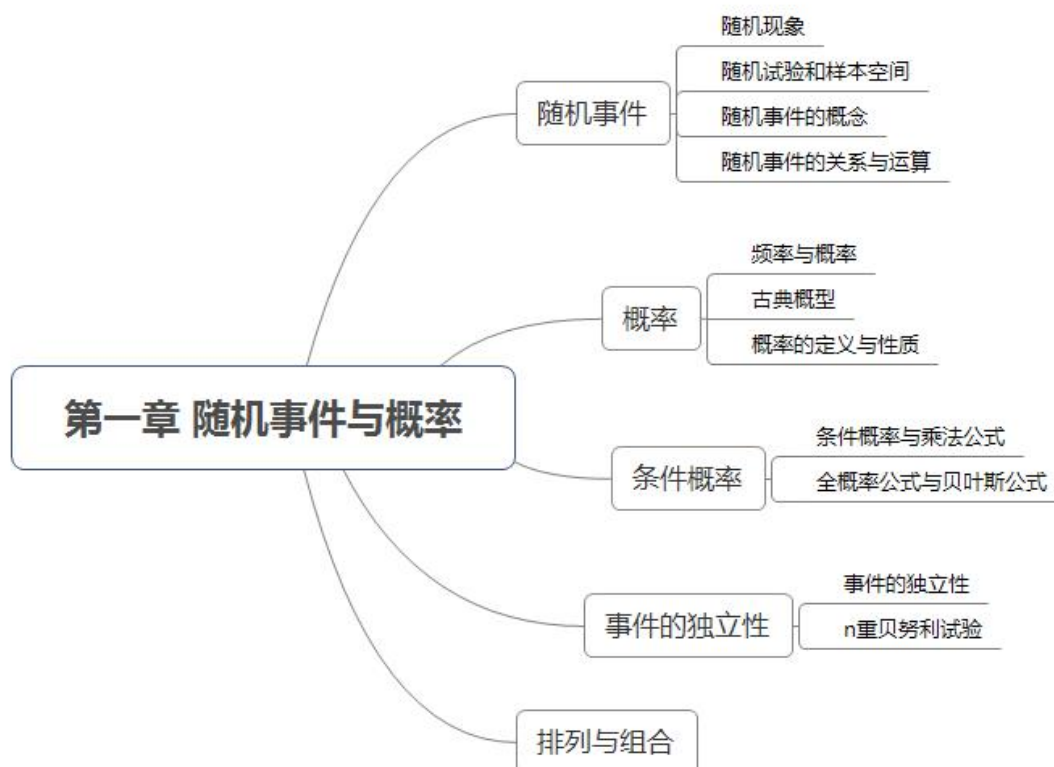 第一章 随机事件与概率
随机事件
随机现象
随机试验和样本空间
随机事件的概念
随机事件的关系与运算
概率
频率与概率
古典概型
概率的定义与性质
条件概率
条件概率与乘法公式
全概率公式与贝叶斯公式
事件的独立性
事件的独立性
n重贝努利试验
排列与组合